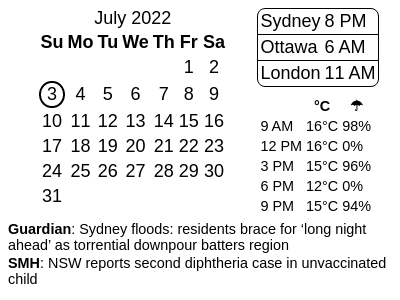 July 2022
Su Mo Tu We Th Fr Sa
1 2
3 4 5 6 7 8 9
10 11 12 13 14 15 16
17 18 19 20 21 22 23
24 25 26 27 28 29 30
31
Sydney 8 PM
Ottawa 6 AM
London 11 AM
°C ☂
9 AM 16°C 98%
12 PM 16°C 0%
3 PM 15°C 96%
6 PM 12°C 0%
9 PM 15°C 94%
Guardian: Sydney floods: residents brace for ‘long night
ahead’ as torrential downpour batters region
SMH: NSW reports second diphtheria case in unvaccinated
child